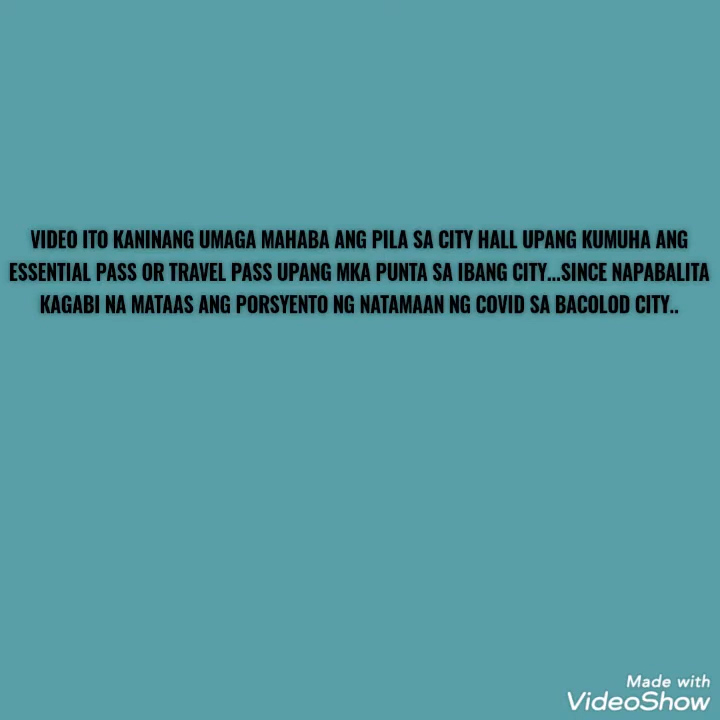 VIDEO ITO KANINANG UMAGA MAHABA ANG PILA SA CITY HALL UPANG KUMUHA ANG
ESSENTIAL PASS OR TRAVEL PASS UPANG MKA PUNTA SA IBANG CITY...SINCE NAPABALITA
KAGABI NA MATAAS ANG PORSYENTO NG NATAMAAN NG COVID SA BACOLOD CITY..
Made with
VideoShow